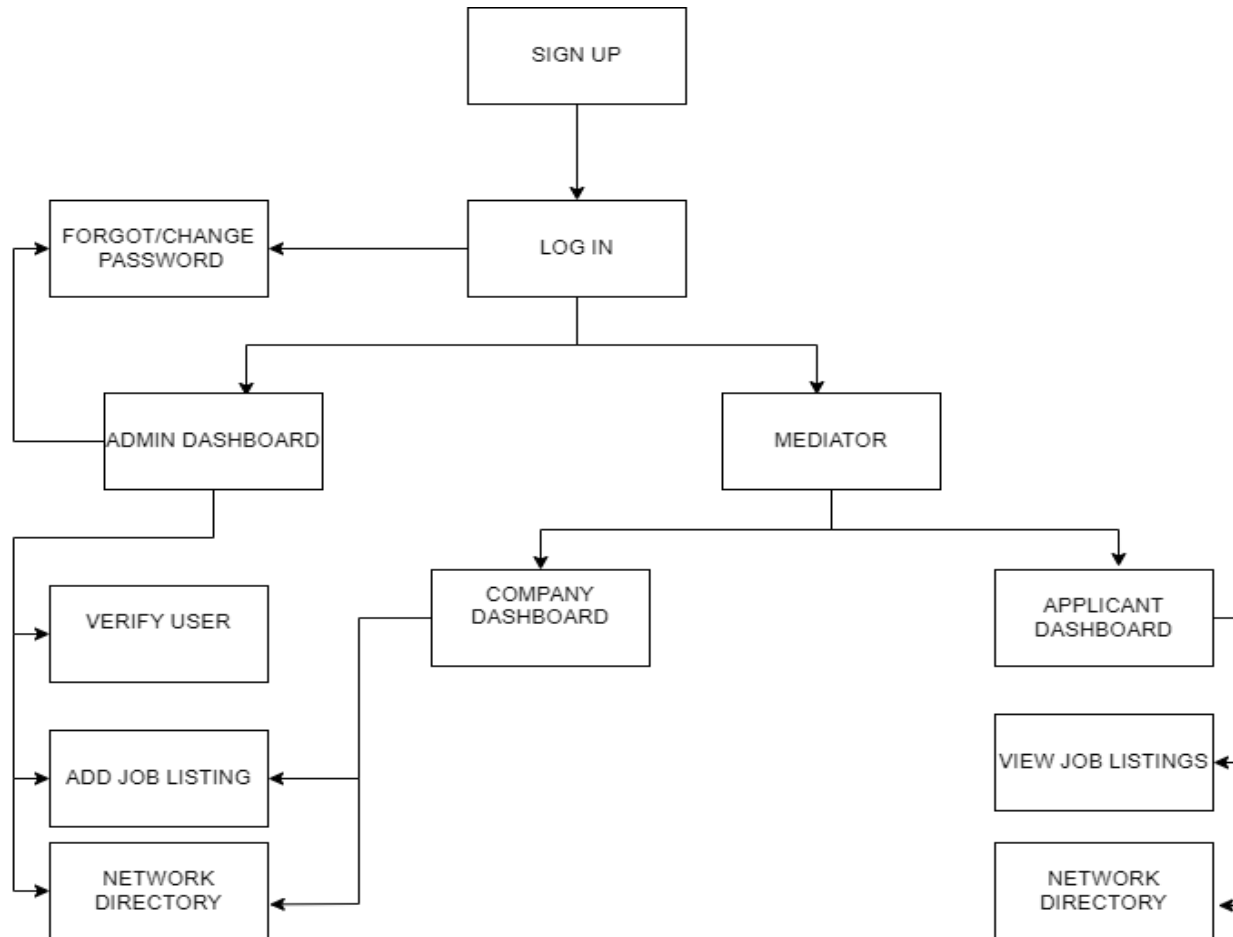 SIGN UP
FORGOT/CHANGE
PASSWORD
LOG IN
ADMIN DASHBOARD
MEDIATOR
VERIFY USER
COMPANY
DASHBOARD
APPLICANT
DASHBOARD
ADD JOB LISTING
VIEW JOB LISTINGS
NETWORK
DIRECTORY
NETWORK
DIRECTORY